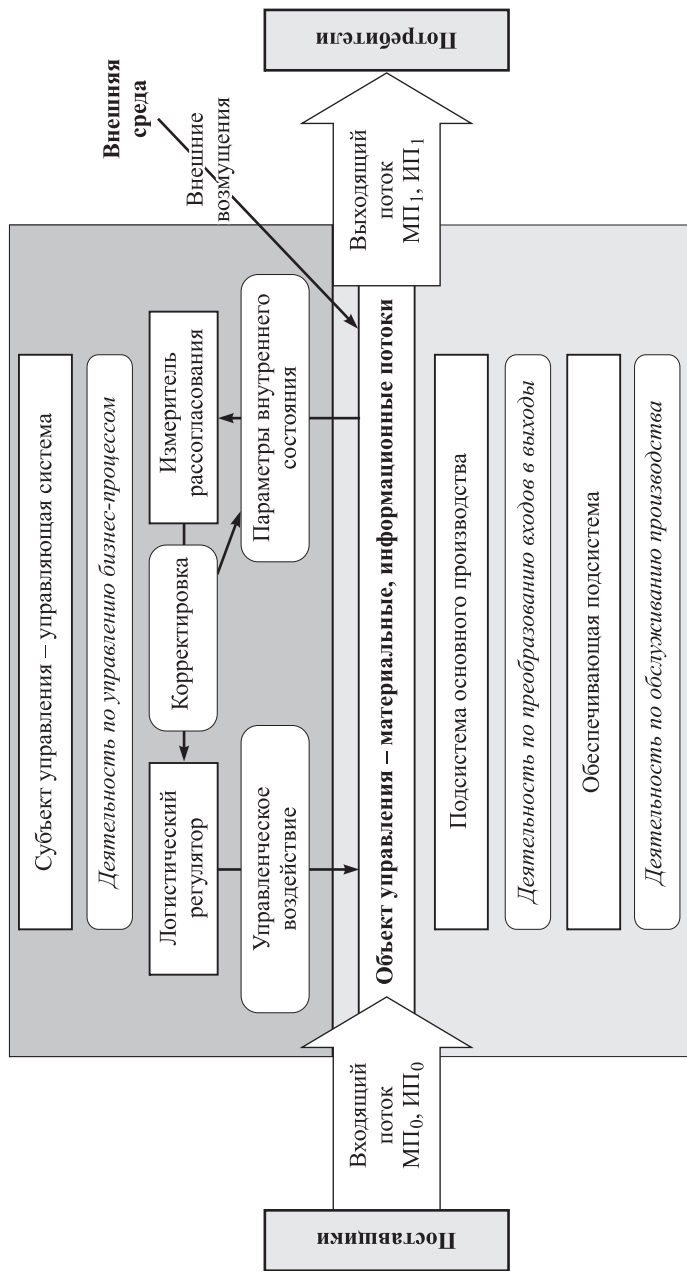 Субъект управления – управляющая система
Деятельность по управлению бизнес-процессом
Логистический
регулятор
Корректировка
Измеритель
рассогласования
Управленческое
воздействие
Параметры внутреннего
состояния
Внешняя
среда
Внешние
возмущения
Поставщики
Входящий
поток
МП₀, ИП₀
Объект управления – материальные, информационные потоки
Выходящий
поток
МП₁, ИП₁
Потребители
Подсистема основного производства
Деятельность по преобразованию входов в выходы
Обеспечивающая подсистема
Деятельность по обслуживанию производства